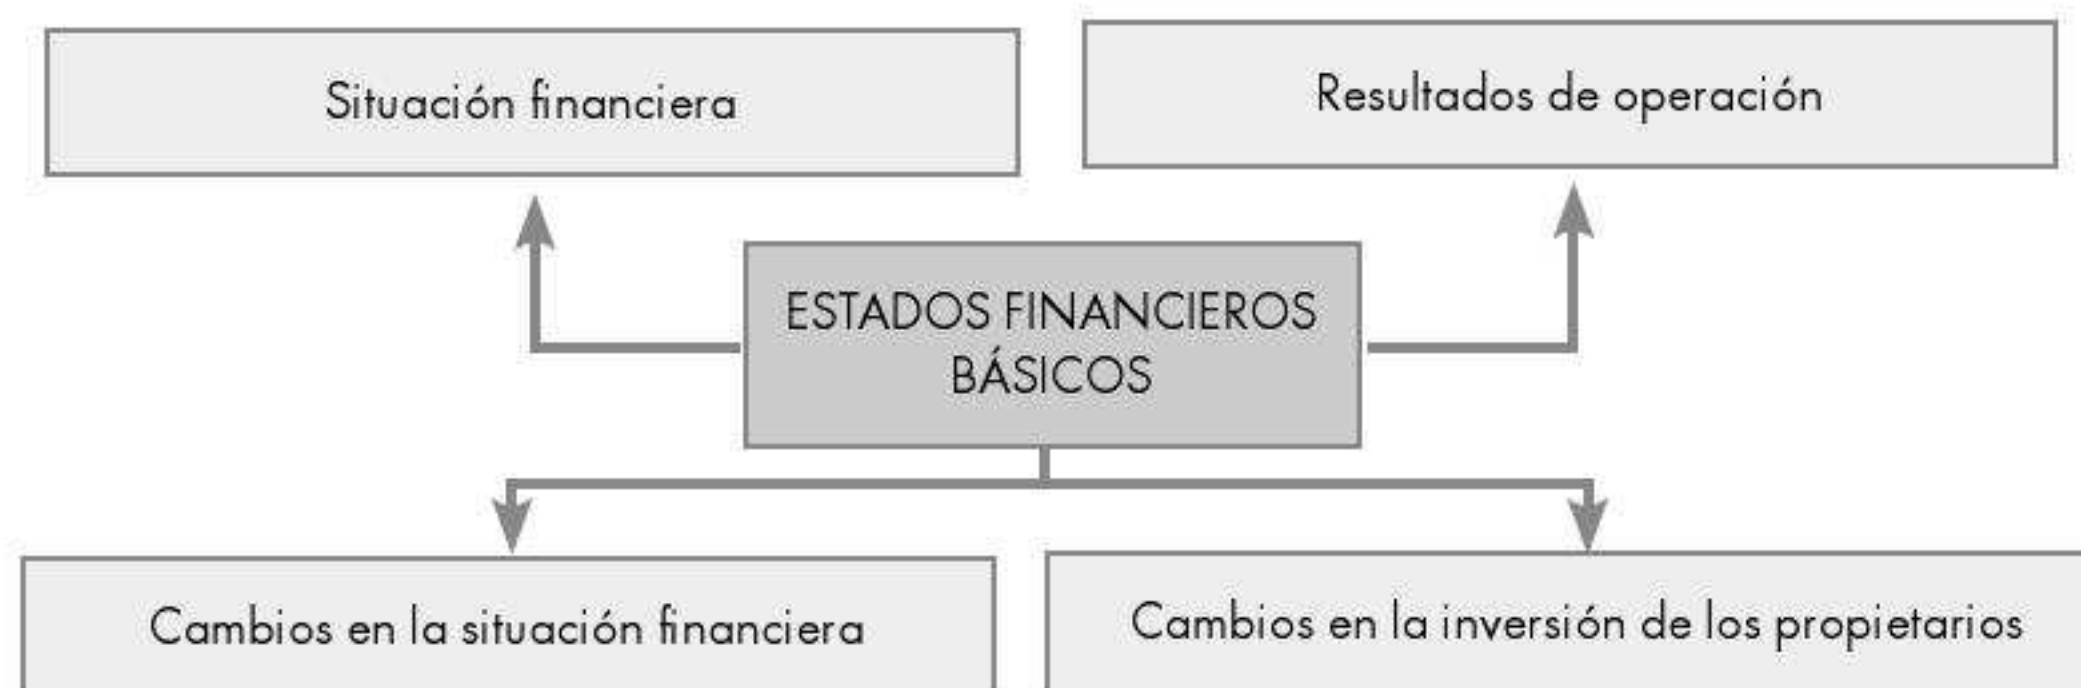 Situación financiera
Resultados de operación
ESTADOS FINANCIEROS
BÁSICOS
Cambios en la situación financiera
Cambios en la inversión de los propietarios